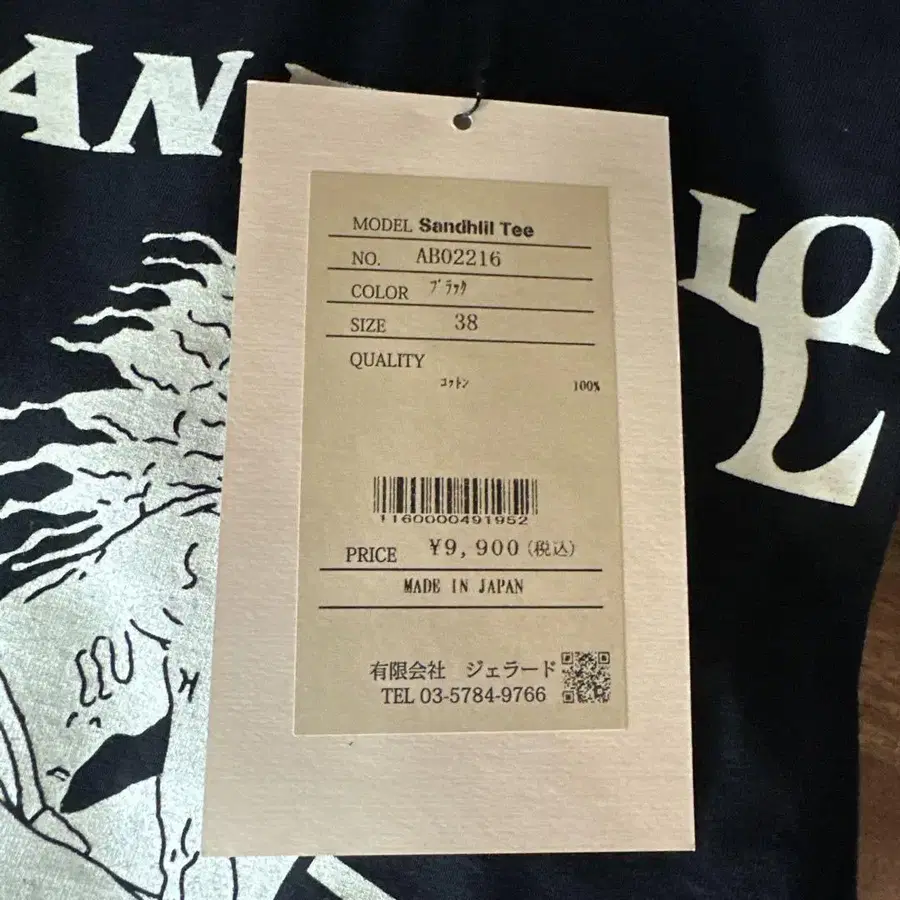 AN
MODEL Sandhlil Tee
NO. AB02216
COLOR ﾌﾞﾗｯｸ
SIZE 38
QUALITY
ｺｯﾄﾝ 100%
1160000491952
PRICE ¥9,900(税込)
MADE IN JAPAN
有限会社 ジェラード
TEL 03-5784-9766